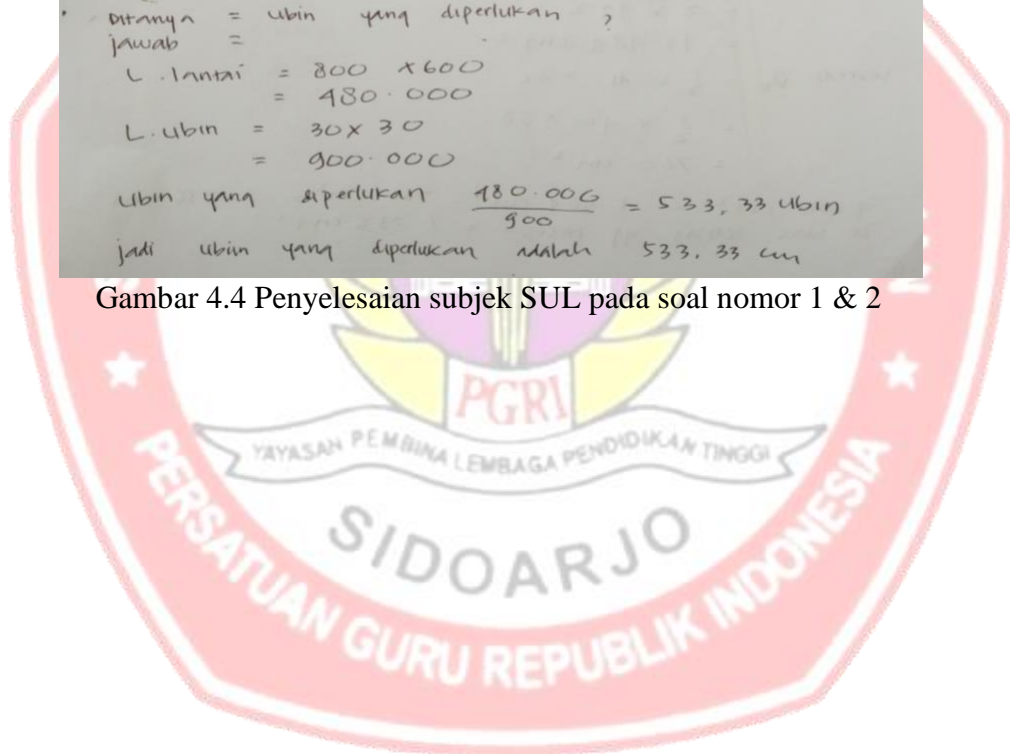 Ditanya = ubin yang diperlukan ?
jawab =
L. lantai = 800 x 600
= 480.000
L. ubin = 30 x 30
= 900.000
Ubin yang diperlukan 480.000 / 900 = 533,33 ubin
jadi ubin yang diperlukan adalah 533,33 cm
Gambar 4.4 Penyelesaian subjek SUL pada soal nomor 1 & 2
PGRI
YAYASAN PEMBINA LEMBAGA PENDIDIKAN TINGGI
SIDOARJO
PERSATUAN GURU REPUBLIK INDONESIA